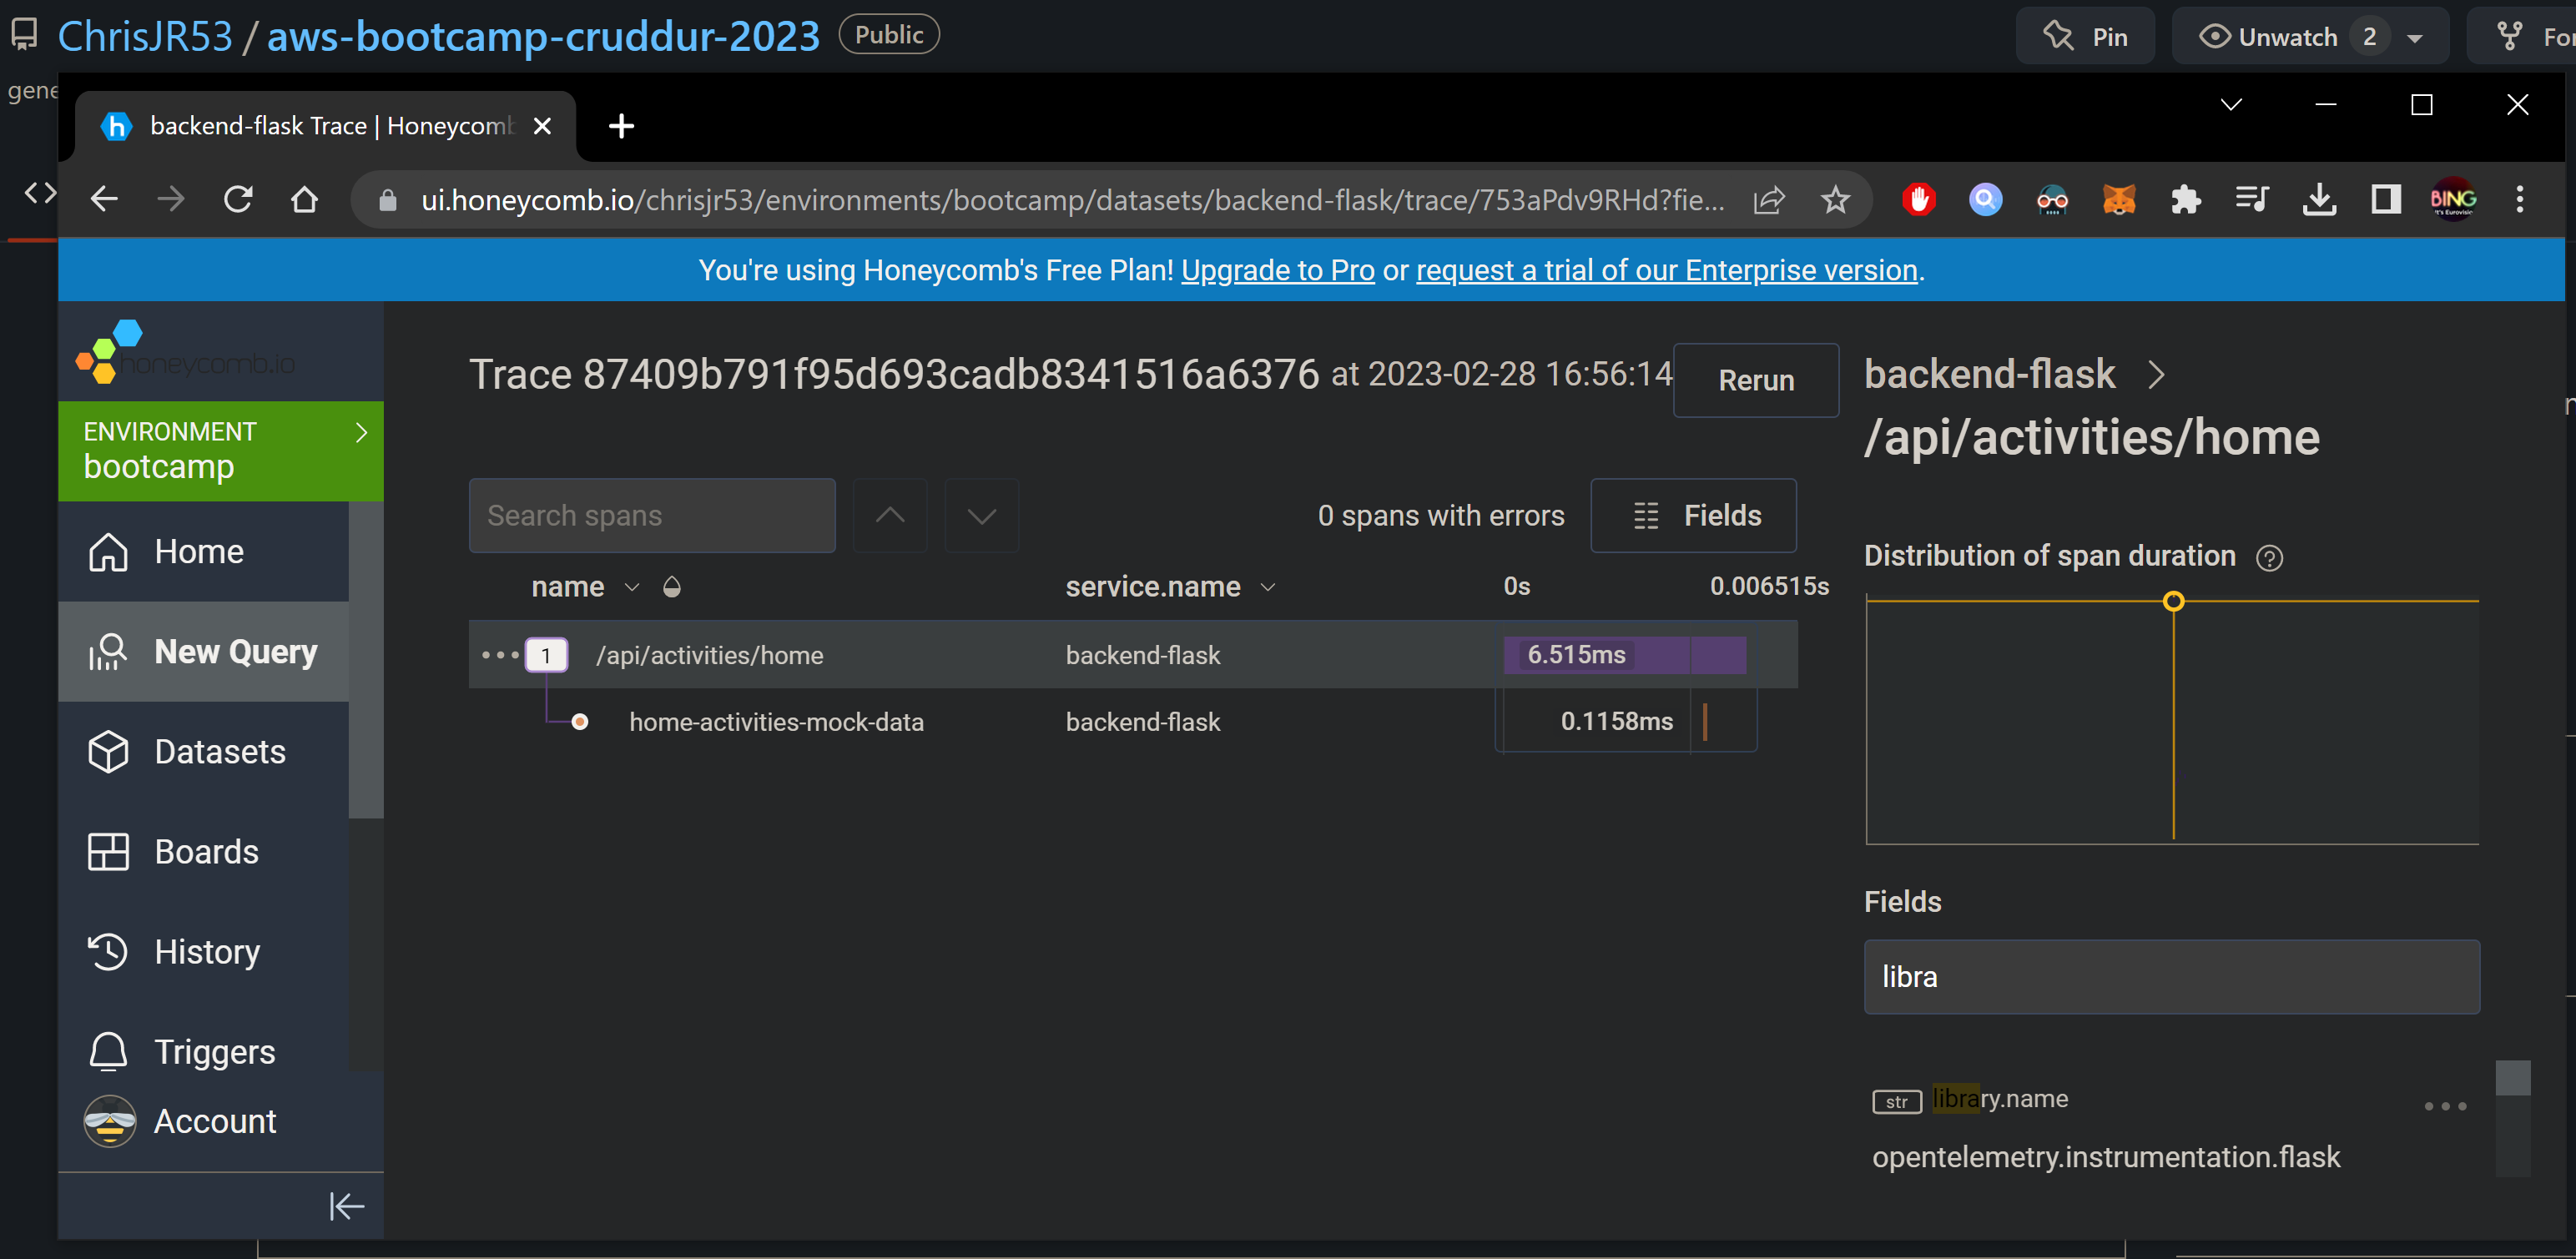 ChrisJR53 / aws-bootcamp-cruddur-2023 Public Pin Unwatch 2
backend-flask Trace | Honeycomb
ui.honeycomb.io/chrisjr53/environments/bootcamp/datasets/backend-flask/trace/753aPdv9RHd?fie...
BING
You're using Honeycomb's Free Plan! Upgrade to Pro or request a trial of our Enterprise version.
honeycomb.io
ENVIRONMENT
bootcamp
Home
New Query
Datasets
Boards
History
Triggers
Account
Trace 87409b791f95d693cadb8341516a6376 at 2023-02-28 16:56:14
Rerun
Search spans
0 spans with errors
Fields
name service.name 0s 0.006515s
1 /api/activities/home backend-flask 6.515ms
home-activities-mock-data backend-flask 0.1158ms
backend-flask
/api/activities/home
Distribution of span duration
Fields
libra
str library.name
opentelemetry.instrumentation.flask